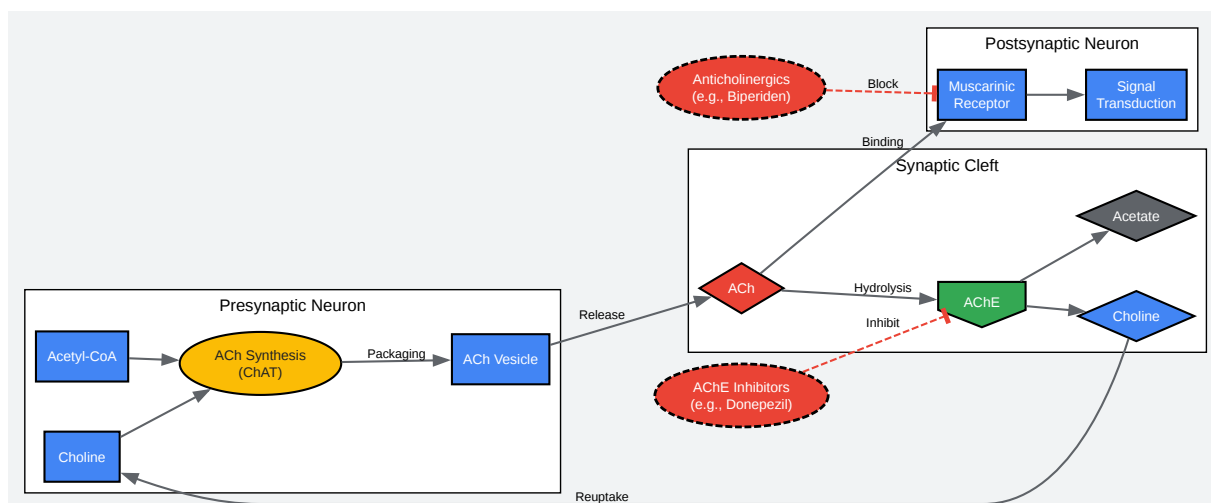 Postsynaptic Neuron
Anticholinergics
(e.g., Biperiden)
Block
Muscarinic
Receptor
Signal
Transduction
Binding
Synaptic Cleft
Acetate
ACh
Hydrolysis
AChE
Choline
Inhibit
AChE Inhibitors
(e.g., Donepezil)
Presynaptic Neuron
Release
Acetyl-CoA
ACh Synthesis
(ChAT)
Packaging
ACh Vesicle
Choline
Reuptake